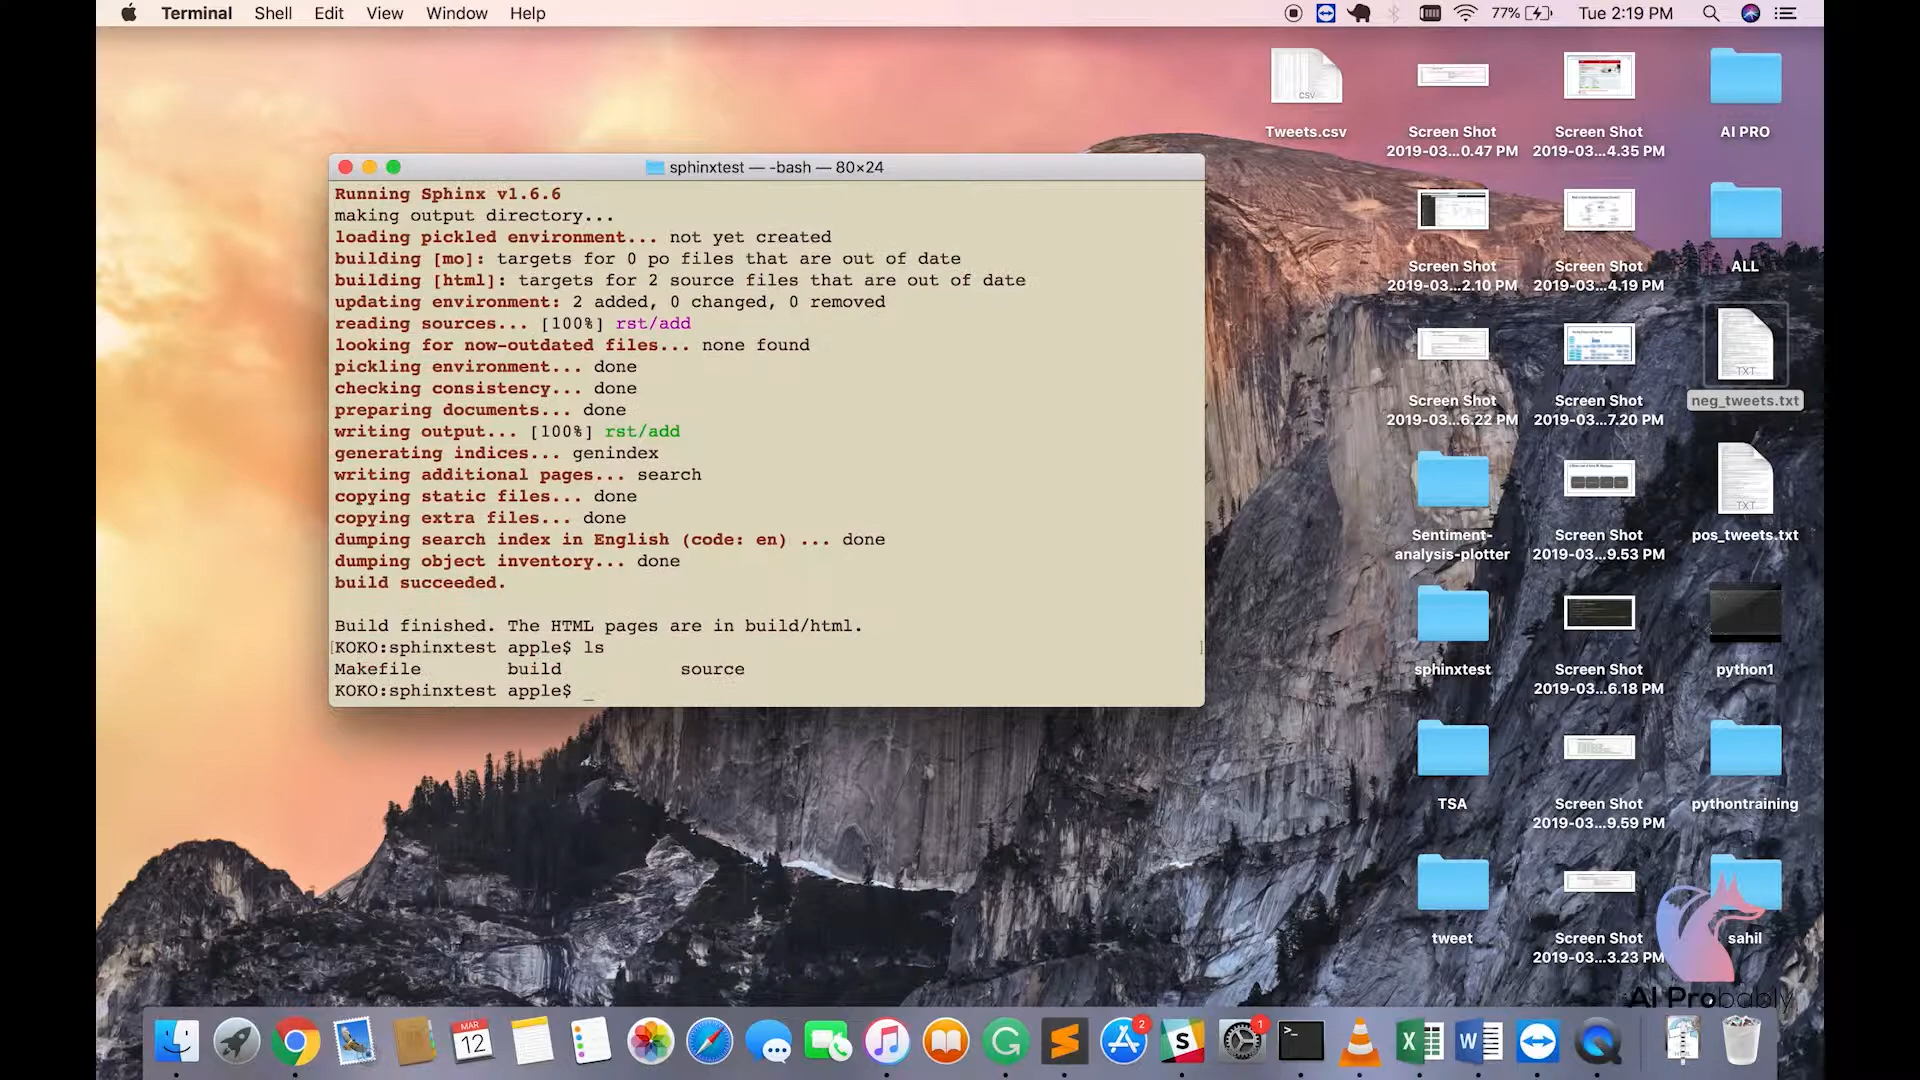 Terminal Shell Edit View Window Help
77% Tue 2:19 PM
sphinxtest — -bash — 80×24
Running Sphinx v1.6.6
making output directory...
loading pickled environment... not yet created
building [mo]: targets for 0 po files that are out of date
building [html]: targets for 2 source files that are out of date
updating environment: 2 added, 0 changed, 0 removed
reading sources... [100%] rst/add
looking for now-outdated files... none found
pickling environment... done
checking consistency... done
preparing documents... done
writing output... [100%] rst/add
generating indices... genindex
writing additional pages... search
copying static files... done
copying extra files... done
dumping search index in English (code: en) ... done
dumping object inventory... done
build succeeded.
Build finished. The HTML pages are in build/html.
[KOKO:sphinxtest apple$ ls ]
Makefile build source
KOKO:sphinxtest apple$ _
CSV
Tweets.csv
Screen Shot
2019-03...0.47 PM
Screen Shot
2019-03...4.35 PM
AI PRO
Screen Shot
2019-03...2.10 PM
Screen Shot
2019-03...4.19 PM
ALL
Screen Shot
2019-03...6.22 PM
Screen Shot
2019-03...7.20 PM
TXT
neg_tweets.txt
Sentiment-
analysis-plotter
Screen Shot
2019-03...9.53 PM
TXT
pos_tweets.txt
sphinxtest
Screen Shot
2019-03...6.18 PM
python1
TSA
Screen Shot
2019-03...9.59 PM
pythontraining
tweet
Screen Shot
2019-03...3.23 PM
sahil
AI Probably
MAR
12
2
S
1
>_
X
W